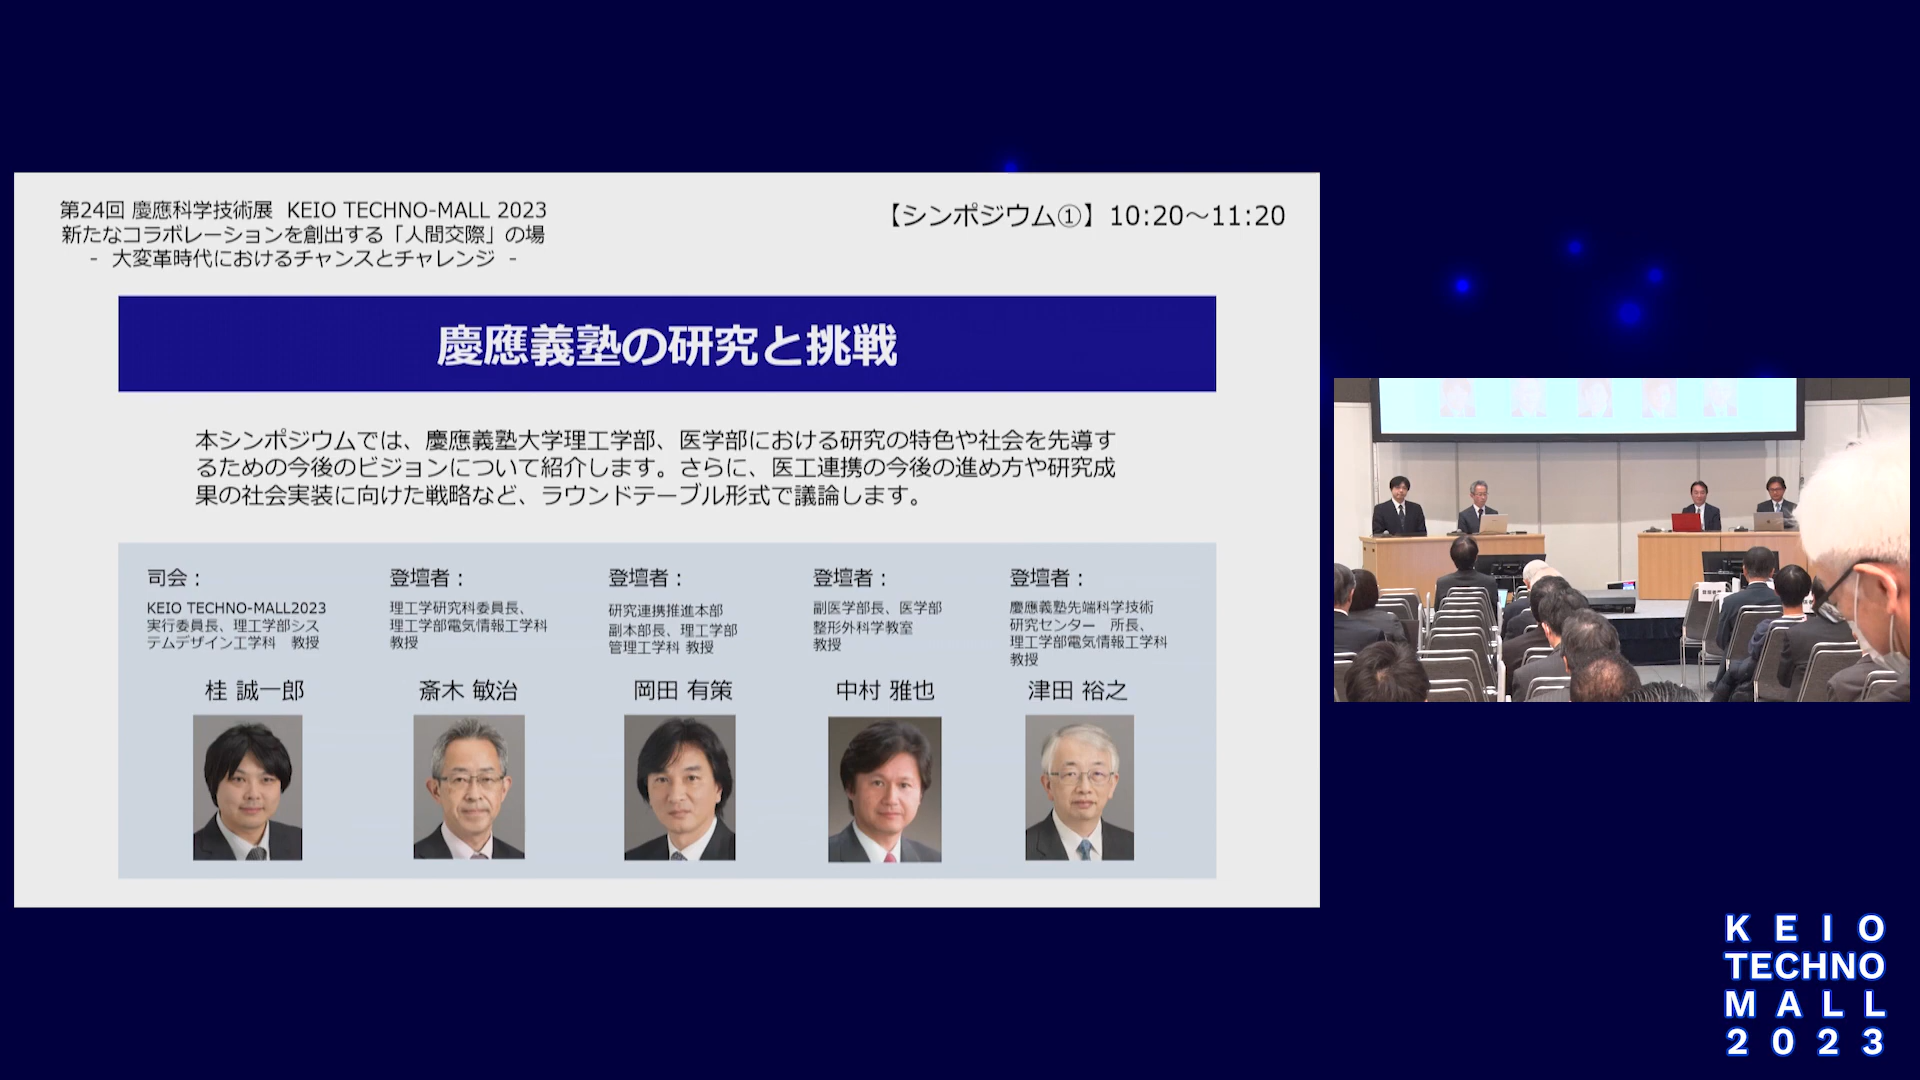 第24回 慶應科学技術展 KEIO TECHNO-MALL 2023
新たなコラボレーションを創出する「人間交際」の場
- 大変革時代におけるチャンスとチャレンジ -
【シンポジウム①】10:20～11:20
慶應義塾の研究と挑戦
本シンポジウムでは、慶應義塾大学理工学部、医学部における研究の特色や社会を先導す
るための今後のビジョンについて紹介します。さらに、医工連携の今後の進め方や研究成
果の社会実装に向けた戦略など、ラウンドテーブル形式で議論します。
司会：
KEIO TECHNO-MALL2023
実行委員長、理工学部シス
テムデザイン工学科　教授
桂 誠一郎
登壇者：
理工学研究科委員長、
理工学部電気情報工学科
教授
斎木 敏治
登壇者：
研究連携推進本部
副本部長、理工学部
管理工学科 教授
岡田 有策
登壇者：
副医学部長、医学部
整形外科学教室
教授
中村 雅也
登壇者：
慶應義塾先端科学技術
研究センター　所長、
理工学部電気情報工学科
教授
津田 裕之
KEIO
TECHNO
MALL
2023